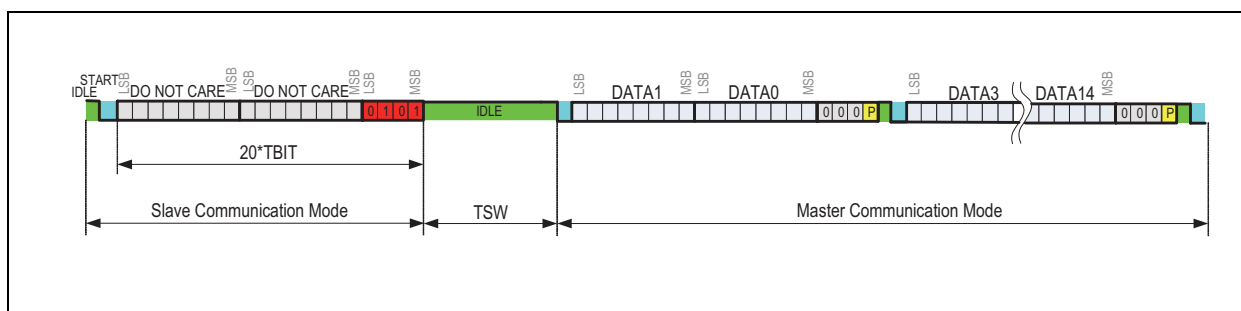 START
IDLE
LSB DO NOT CARE MSB LSB DO NOT CARE MSB LSB MSB LSB DATA1 MSB LSB DATA0 MSB LSB DATA3 DATA14 MSB
0 1 0 1 IDLE 0 0 0 P 0 0 0 P
20*TBIT
Slave Communication Mode TSW Master Communication Mode